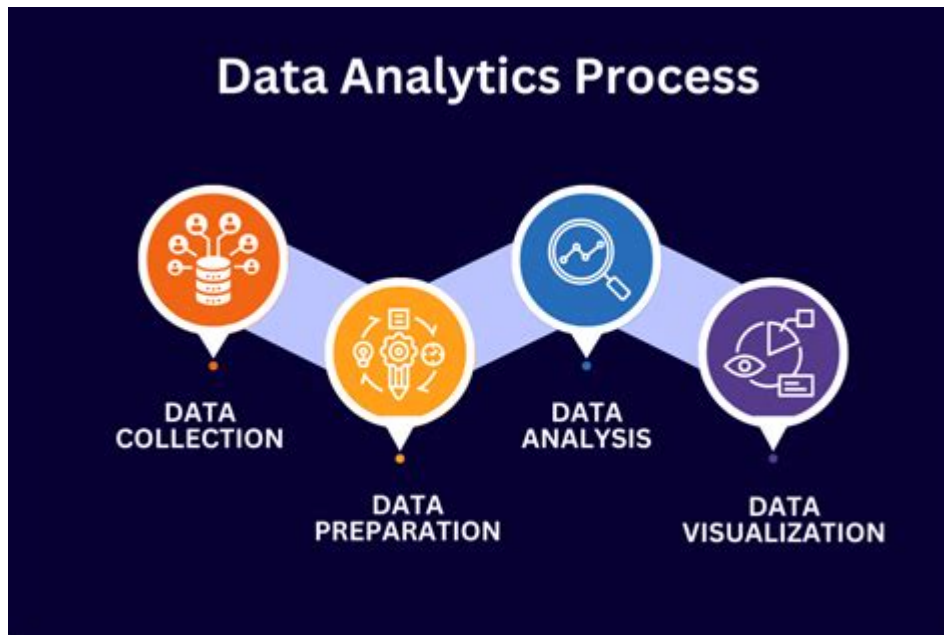 Data Analytics Process
DATA
COLLECTION
DATA
PREPARATION
DATA
ANALYSIS
DATA
VISUALIZATION